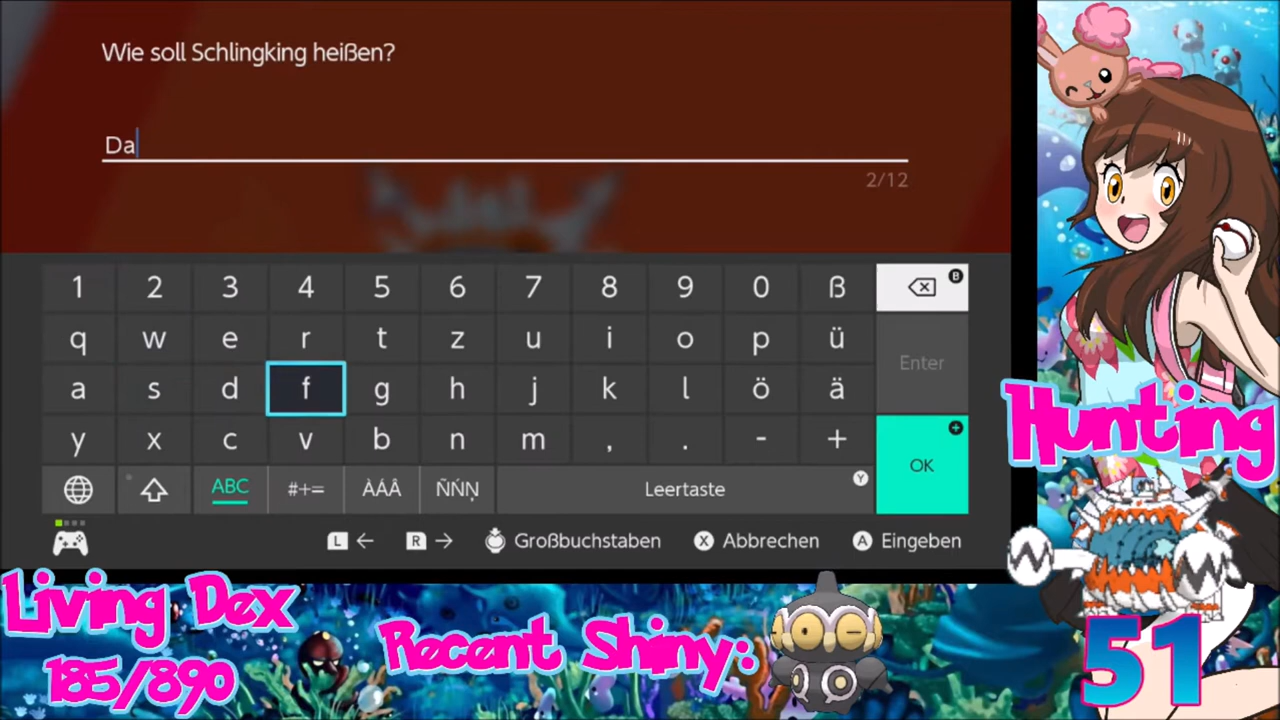 Wie soll Schlingking heißen?
Da
2/12
1 2 3 4 5 6 7 8 9 0 ß B
q w e r t z u i o p ü Enter
a s d f g h j k l ö ä
y x c v b n m , . - + OK +
ABC #+= ÀÁÂ ÑŃŅ Leertaste Y
L ← R → Großbuchstaben X Abbrechen A Eingeben
Hunting
51
Living Dex
185/890
Recent Shiny: